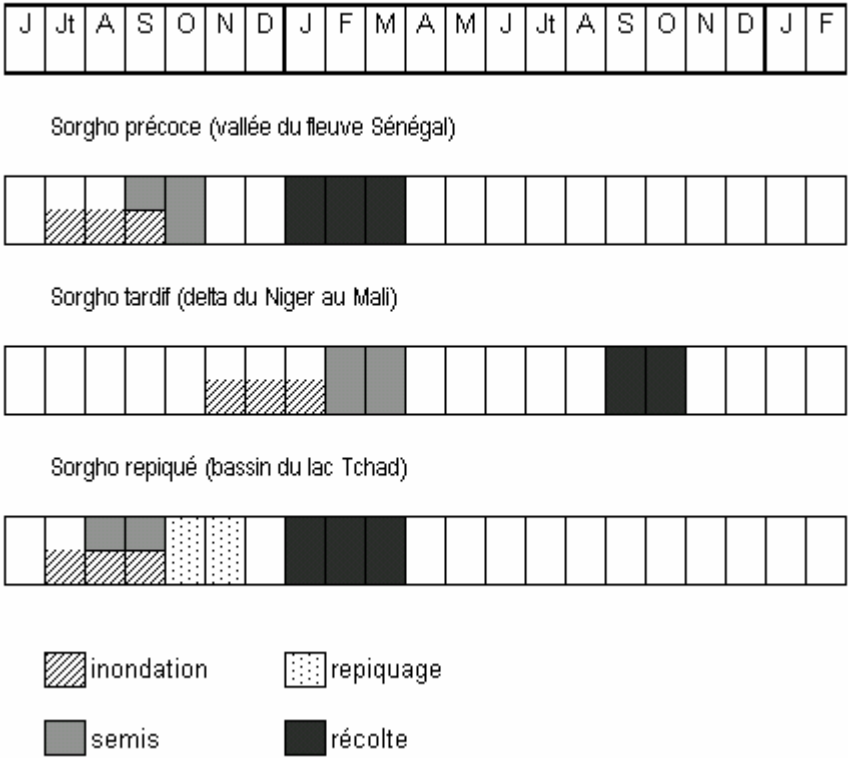 J Jt A S O N D J F M A M J Jt A S O N D J F
Sorgho précoce (vallée du fleuve Sénégal)
Sorgho tardif (delta du Niger au Mali)
Sorgho repiqué (bassin du lac Tchad)
inondation repiquage
semis récolte